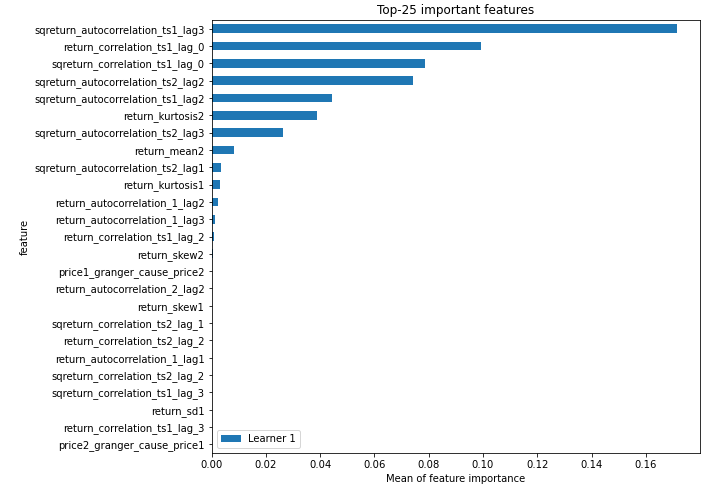 Top-25 important features
sqreturn_autocorrelation_ts1_lag3
return_correlation_ts1_lag_0
sqreturn_correlation_ts1_lag_0
sqreturn_autocorrelation_ts2_lag2
sqreturn_autocorrelation_ts1_lag2
return_kurtosis2
sqreturn_autocorrelation_ts2_lag3
return_mean2
sqreturn_autocorrelation_ts2_lag1
return_kurtosis1
return_autocorrelation_1_lag2
return_autocorrelation_1_lag3
return_correlation_ts1_lag_2
return_skew2
price1_granger_cause_price2
return_autocorrelation_2_lag2
return_skew1
sqreturn_correlation_ts2_lag_1
return_correlation_ts2_lag_2
return_autocorrelation_1_lag1
sqreturn_correlation_ts2_lag_2
sqreturn_correlation_ts1_lag_3
return_sd1
return_correlation_ts1_lag_3
price2_granger_cause_price1
feature
Learner 1
0.00 0.02 0.04 0.06 0.08 0.10 0.12 0.14 0.16
Mean of feature importance